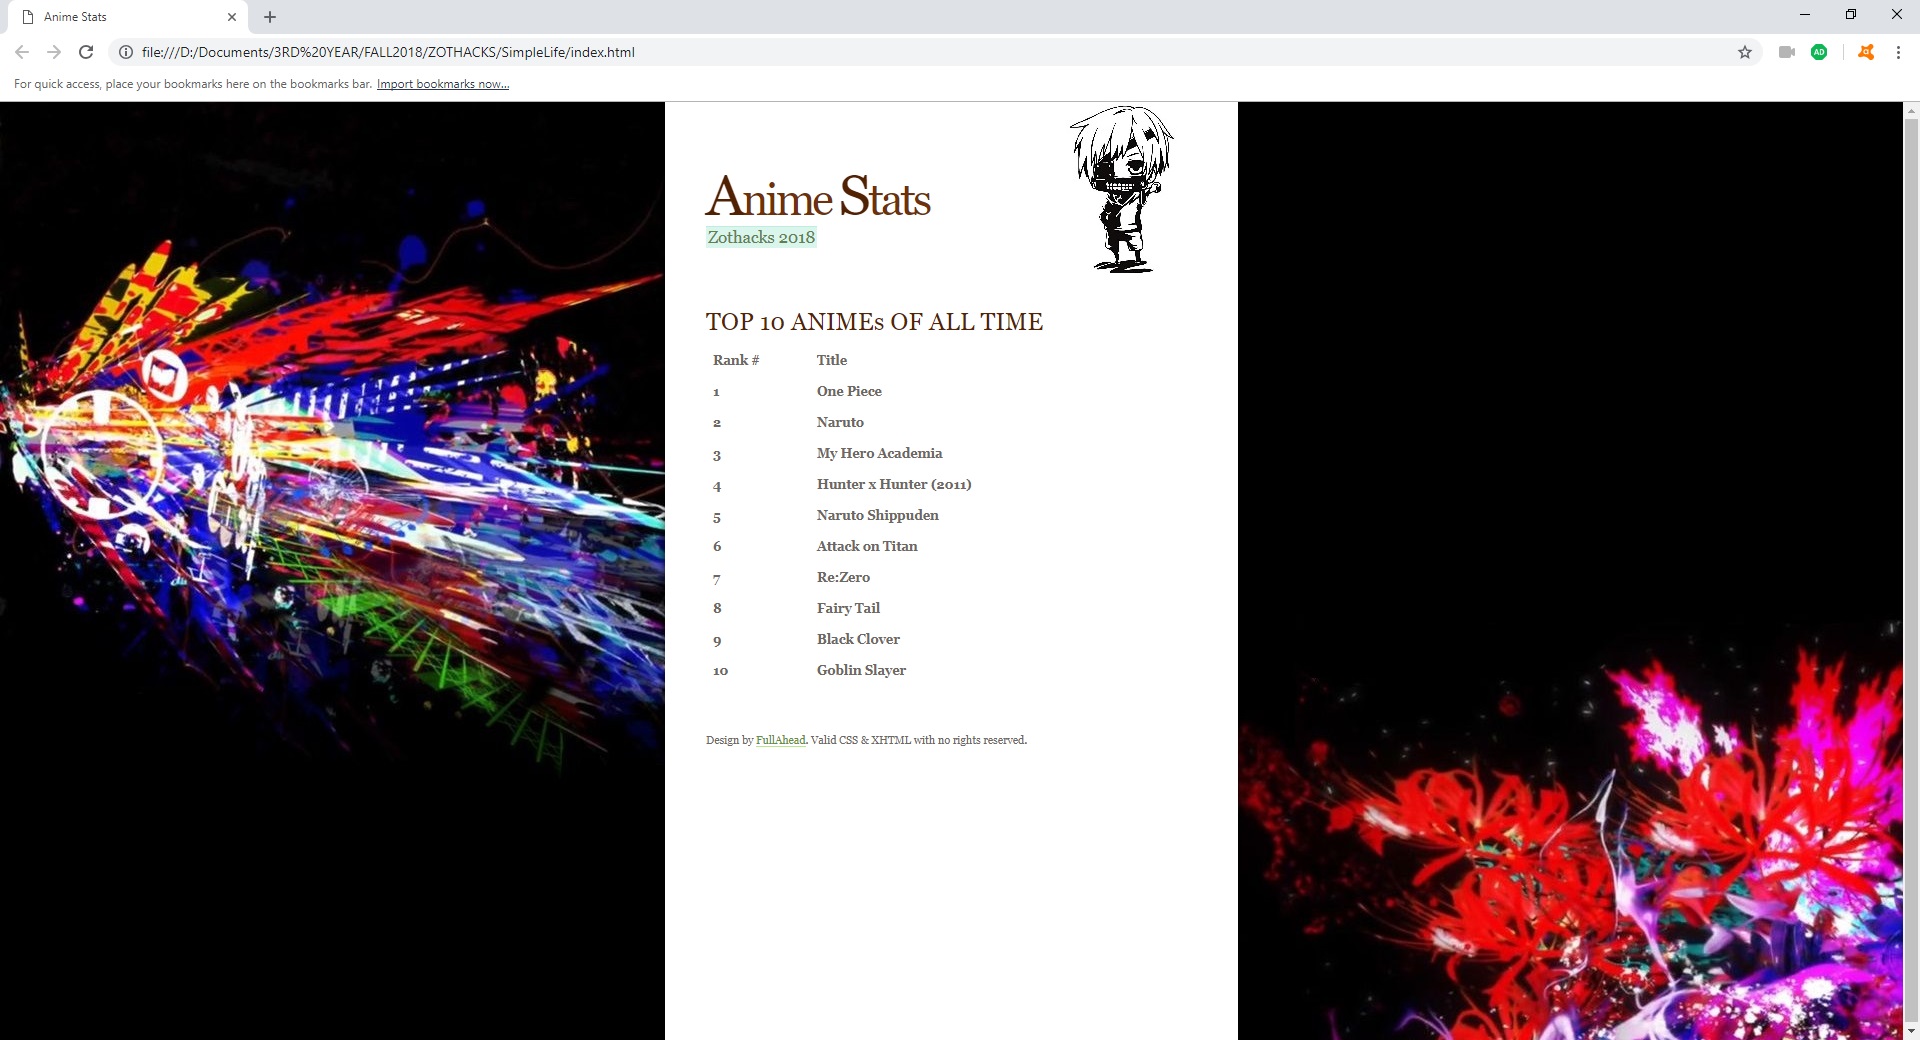 Anime Stats
file:///D:/Documents/3RD%20YEAR/FALL2018/ZOTHACKS/SimpleLife/index.html
AD
For quick access, place your bookmarks here on the bookmarks bar. Import bookmarks now...
Anime Stats
Zothacks 2018
TOP 10 ANIMEs OF ALL TIME
Rank # Title
1 One Piece
2 Naruto
3 My Hero Academia
4 Hunter x Hunter (2011)
5 Naruto Shippuden
6 Attack on Titan
7 Re:Zero
8 Fairy Tail
9 Black Clover
10 Goblin Slayer
Design by FullAhead. Valid CSS & XHTML with no rights reserved.